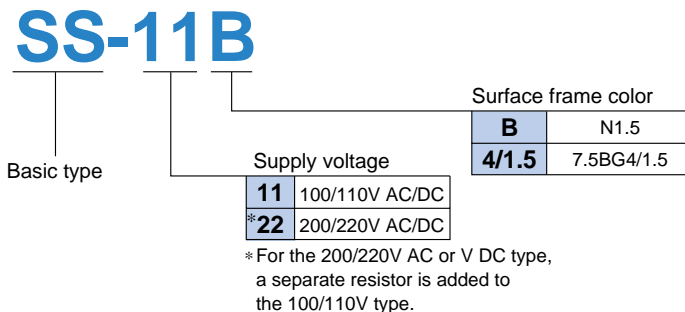 SS-11B
Surface frame color
B N1.5
4/1.5 7.5BG4/1.5
Basic type
Supply voltage
11 100/110V AC/DC
*22 200/220V AC/DC
*For the 200/220V AC or V DC type,
a separate resistor is added to
the 100/110V type.